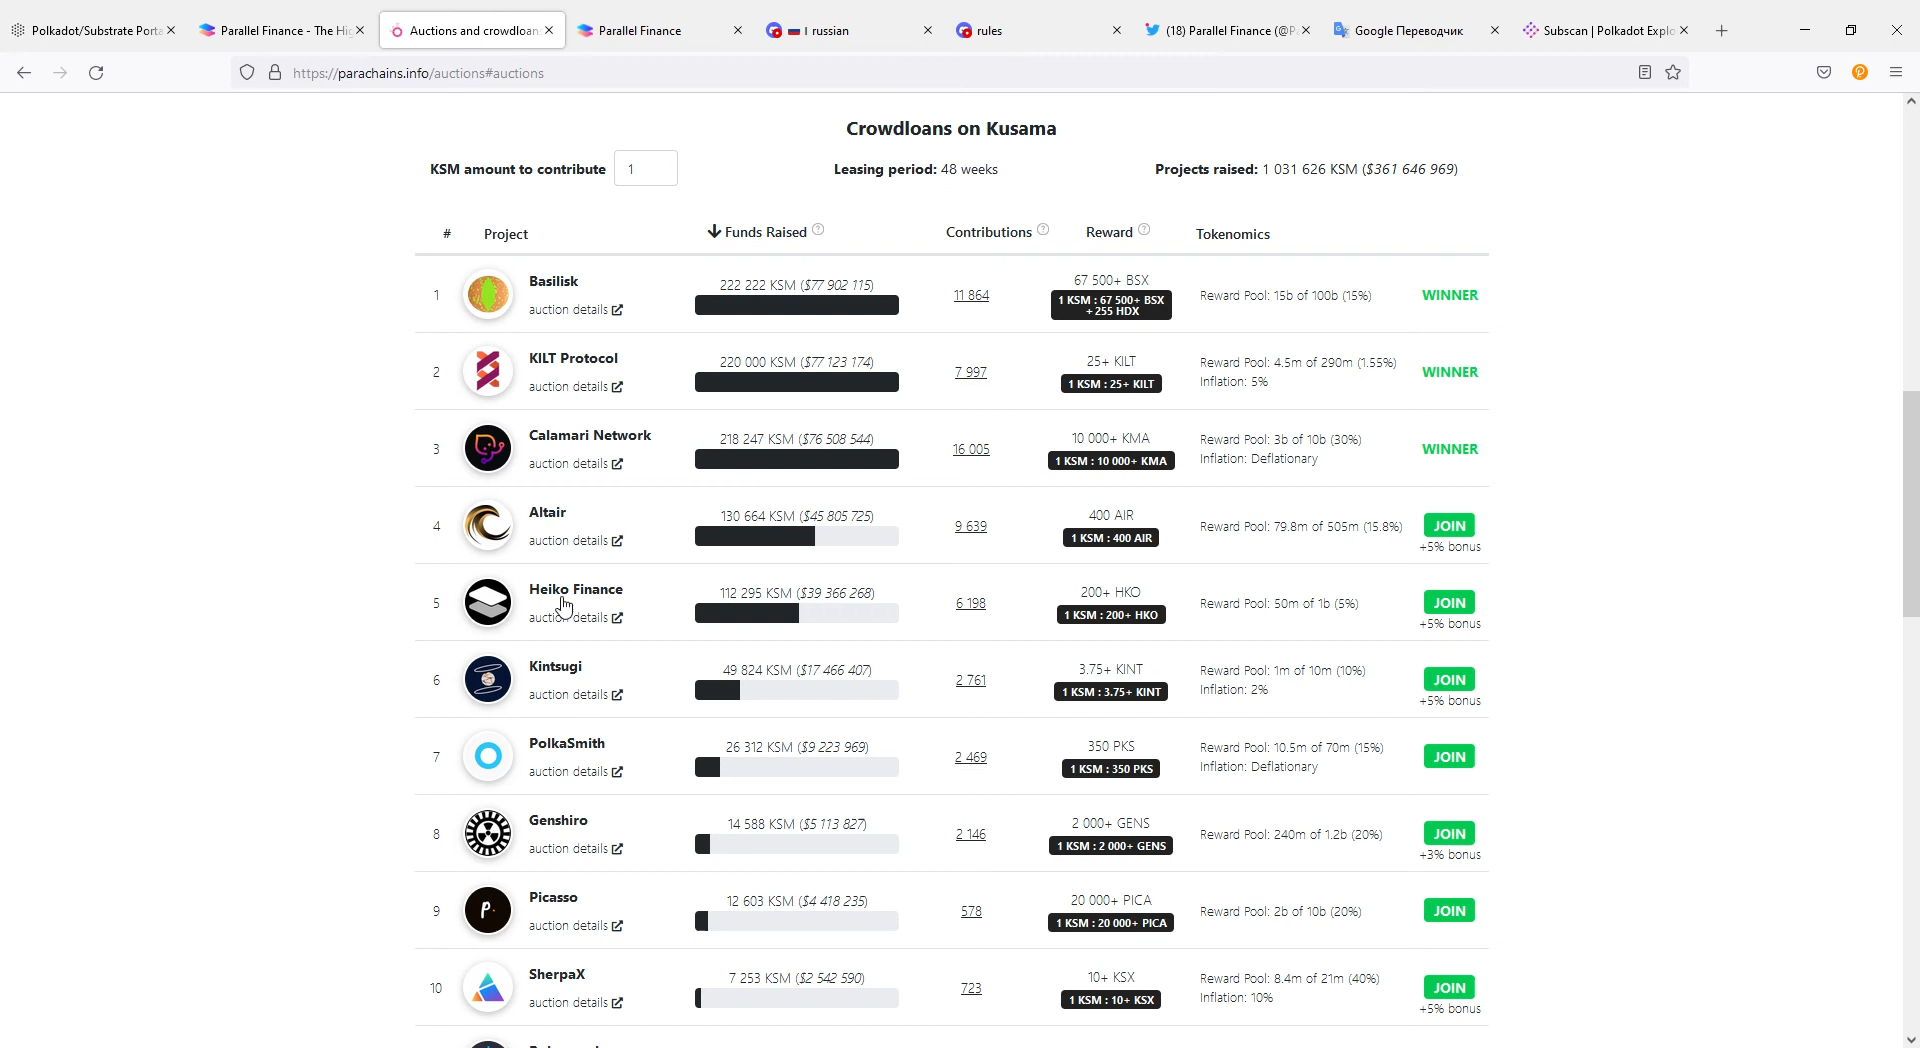 Polkadot/Substrate Porta
Parallel Finance - The Hig
Auctions and crowdloan
Parallel Finance
russian
rules
(18) Parallel Finance (@P
Google Переводчик
Subscan | Polkadot Explo
https://parachains.info/auctions#auctions
Crowdloans on Kusama
KSM amount to contribute 1 Leasing period: 48 weeks Projects raised: 1 031 626 KSM ($361 646 969)
# Project Funds Raised Contributions Reward Tokenomics
1 Basilisk auction details 222 222 KSM ($77 902 115) 11 864 67 500+ BSX
1 KSM : 67 500+ BSX
+ 255 HDX
Reward Pool: 15b of 100b (15%) WINNER
2 KILT Protocol auction details 220 000 KSM ($77 123 174) 7 997 25+ KILT
1 KSM : 25+ KILT
Reward Pool: 4.5m of 290m (1.55%)
Inflation: 5%
WINNER
3 Calamari Network auction details 218 247 KSM ($76 508 544) 16 005 10 000+ KMA
1 KSM : 10 000+ KMA
Reward Pool: 3b of 10b (30%)
Inflation: Deflationary
WINNER
4 Altair auction details 130 664 KSM ($45 805 725) 9 639 400 AIR
1 KSM : 400 AIR
Reward Pool: 79.8m of 505m (15.8%) JOIN
+5% bonus
5 Heiko Finance auction details 112 295 KSM ($39 366 268) 6 198 200+ HKO
1 KSM : 200+ HKO
Reward Pool: 50m of 1b (5%) JOIN
+5% bonus
6 Kintsugi auction details 49 824 KSM ($17 466 407) 2 761 3.75+ KINT
1 KSM : 3.75+ KINT
Reward Pool: 1m of 10m (10%)
Inflation: 2%
JOIN
+5% bonus
7 PolkaSmith auction details 26 312 KSM ($9 223 969) 2 469 350 PKS
1 KSM : 350 PKS
Reward Pool: 10.5m of 70m (15%)
Inflation: Deflationary
JOIN
8 Genshiro auction details 14 588 KSM ($5 113 827) 2 146 2 000+ GENS
1 KSM : 2 000+ GENS
Reward Pool: 240m of 1.2b (20%) JOIN
+3% bonus
9 Picasso auction details 12 603 KSM ($4 418 235) 578 20 000+ PICA
1 KSM : 20 000+ PICA
Reward Pool: 2b of 10b (20%) JOIN
10 SherpaX auction details 7 253 KSM ($2 542 590) 723 10+ KSX
1 KSM : 10+ KSX
Reward Pool: 8.4m of 21m (40%)
Inflation: 10%
JOIN
+5% bonus